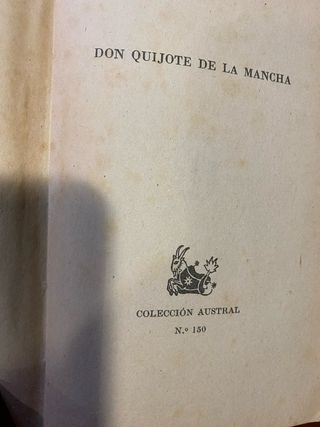 DON QUIJOTE DE LA MANCHA
COLECCIÓN AUSTRAL
N.º 150